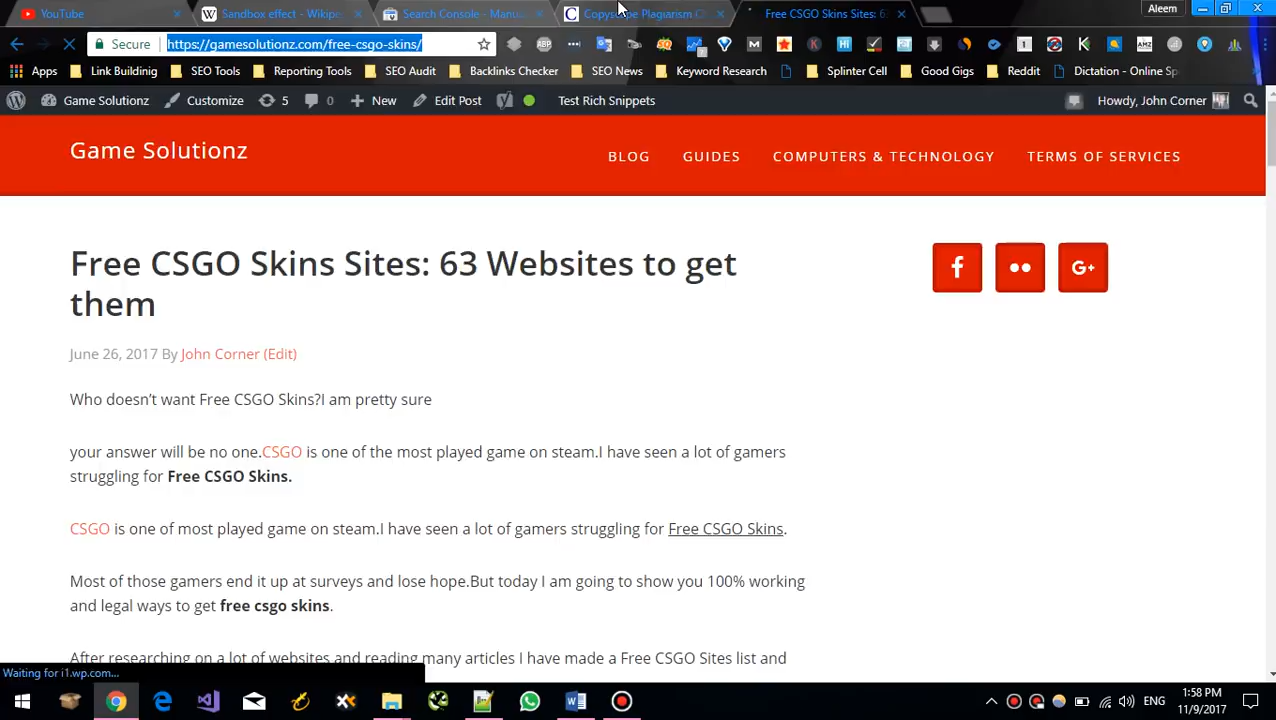 YouTube
Sandbox effect - Wikipe
Search Console - Manu
Copyscape Plagiarism C
Free CSGO Skins Sites: 6
Aleem
Secure
https://gamesolutionz.com/free-csgo-skins/
Apps
Link Buildinig
SEO Tools
Reporting Tools
SEO Audit
Backlinks Checker
SEO News
Keyword Research
Splinter Cell
Good Gigs
Reddit
Dictation - Online Sp
Game Solutionz
Customize
5
0
New
Edit Post
Test Rich Snippets
Howdy, John Corner
Game Solutionz
BLOG
GUIDES
COMPUTERS & TECHNOLOGY
TERMS OF SERVICES
Free CSGO Skins Sites: 63 Websites to get
them
June 26, 2017 By John Corner (Edit)
Who doesn't want Free CSGO Skins?I am pretty sure
your answer will be no one.CSGO is one of the most played game on steam.I have seen a lot of gamers
struggling for Free CSGO Skins.
CSGO is one of most played game on steam.I have seen a lot of gamers struggling for Free CSGO Skins.
Most of those gamers end it up at surveys and lose hope.But today I am going to show you 100% working
and legal ways to get free csgo skins.
After researching on a lot of websites and reading many articles I have made a Free CSGO Sites list and
Waiting for i1.wp.com...
ENG
1:58 PM
11/9/2017